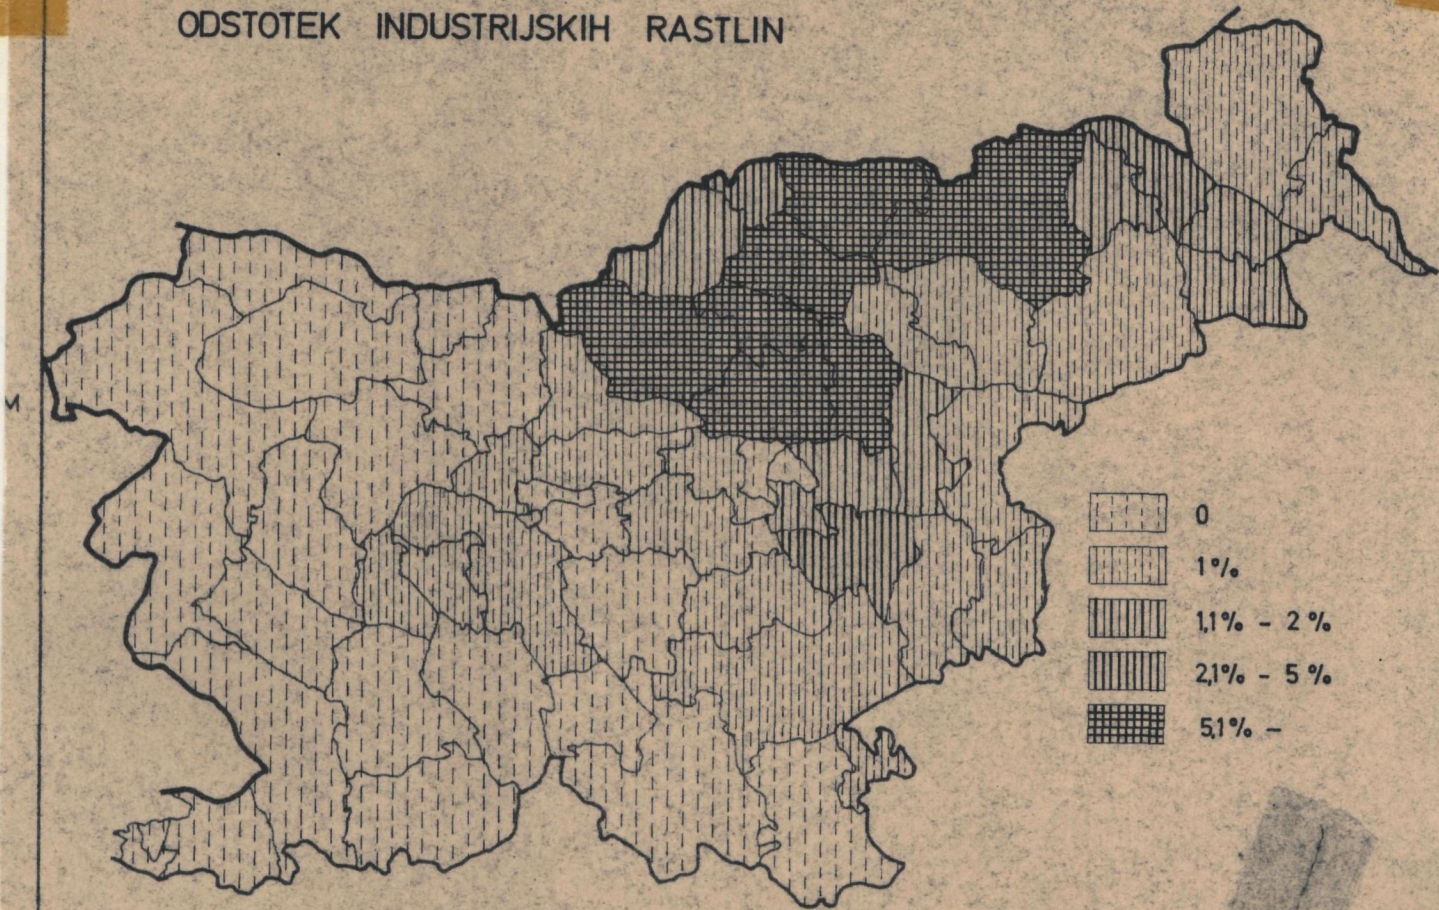 ODSTOTEK INDUSTRIJSKIH RASTLIN
M
0
1%
1,1% - 2%
2,1% - 5%
5,1% -